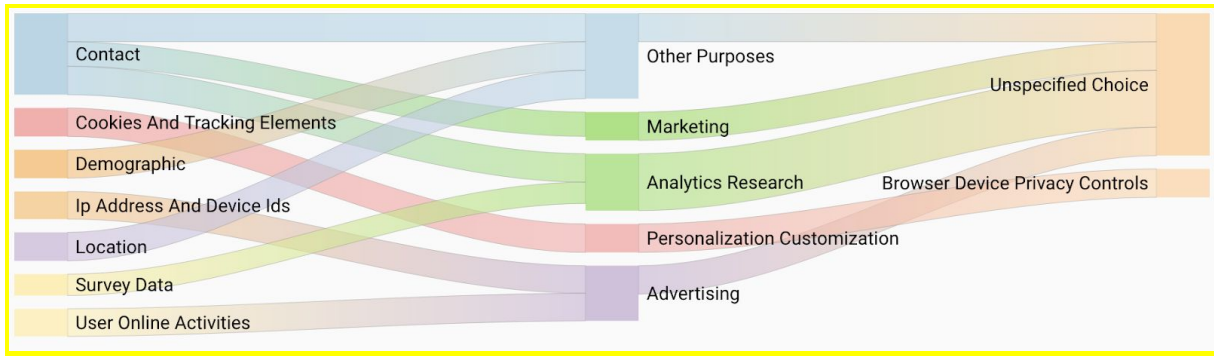 Contact
Cookies And Tracking Elements
Demographic
Ip Address And Device Ids
Location
Survey Data
User Online Activities
Other Purposes
Marketing
Analytics Research
Personalization Customization
Advertising
Unspecified Choice
Browser Device Privacy Controls